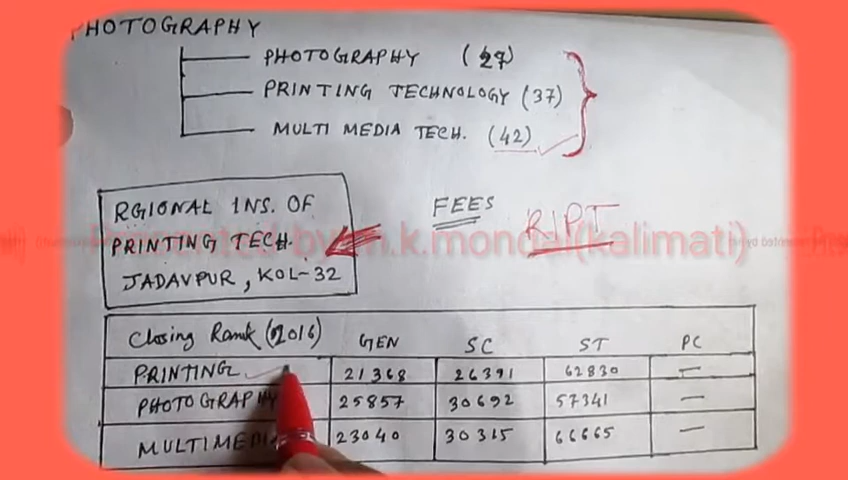 PHOTOGRAPHY
PHOTOGRAPHY (27)
PRINTING TECHNOLOGY (37)
MULTI MEDIA TECH. (42)
RGIONAL INS. OF
PRINTING TECH.
JADAVPUR, KOL-32
FEES
RIPT
m.k.mondal(kalimati)
Closing Rank (2016) GEN SC ST PC
PRINTING 21368 26391 62830 —
PHOTOGRAPHY 25857 30692 57341 —
MULTIMEDIA 23040 30315 66665 —